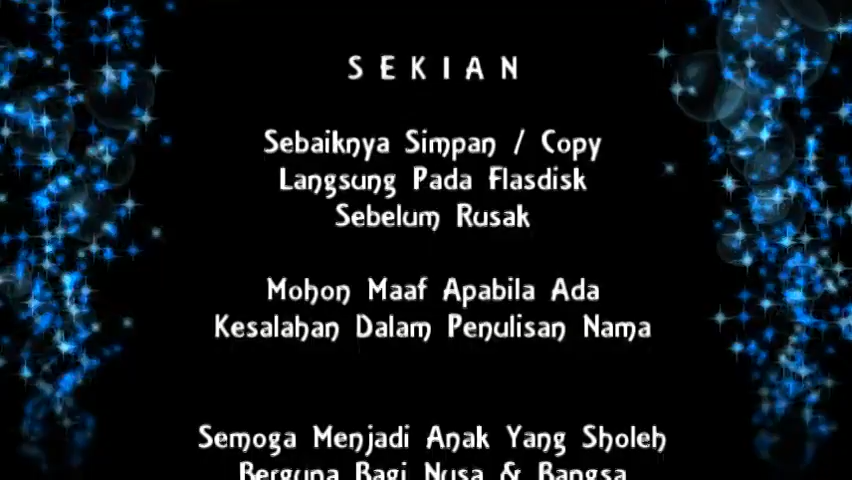 S E K I A N
Sebaiknya Simpan / Copy
Langsung Pada Flasdisk
Sebelum Rusak
Mohon Maaf Apabila Ada
Kesalahan Dalam Penulisan Nama
Semoga Menjadi Anak Yang Sholeh
Berguna Bagi Nusa & Bangsa